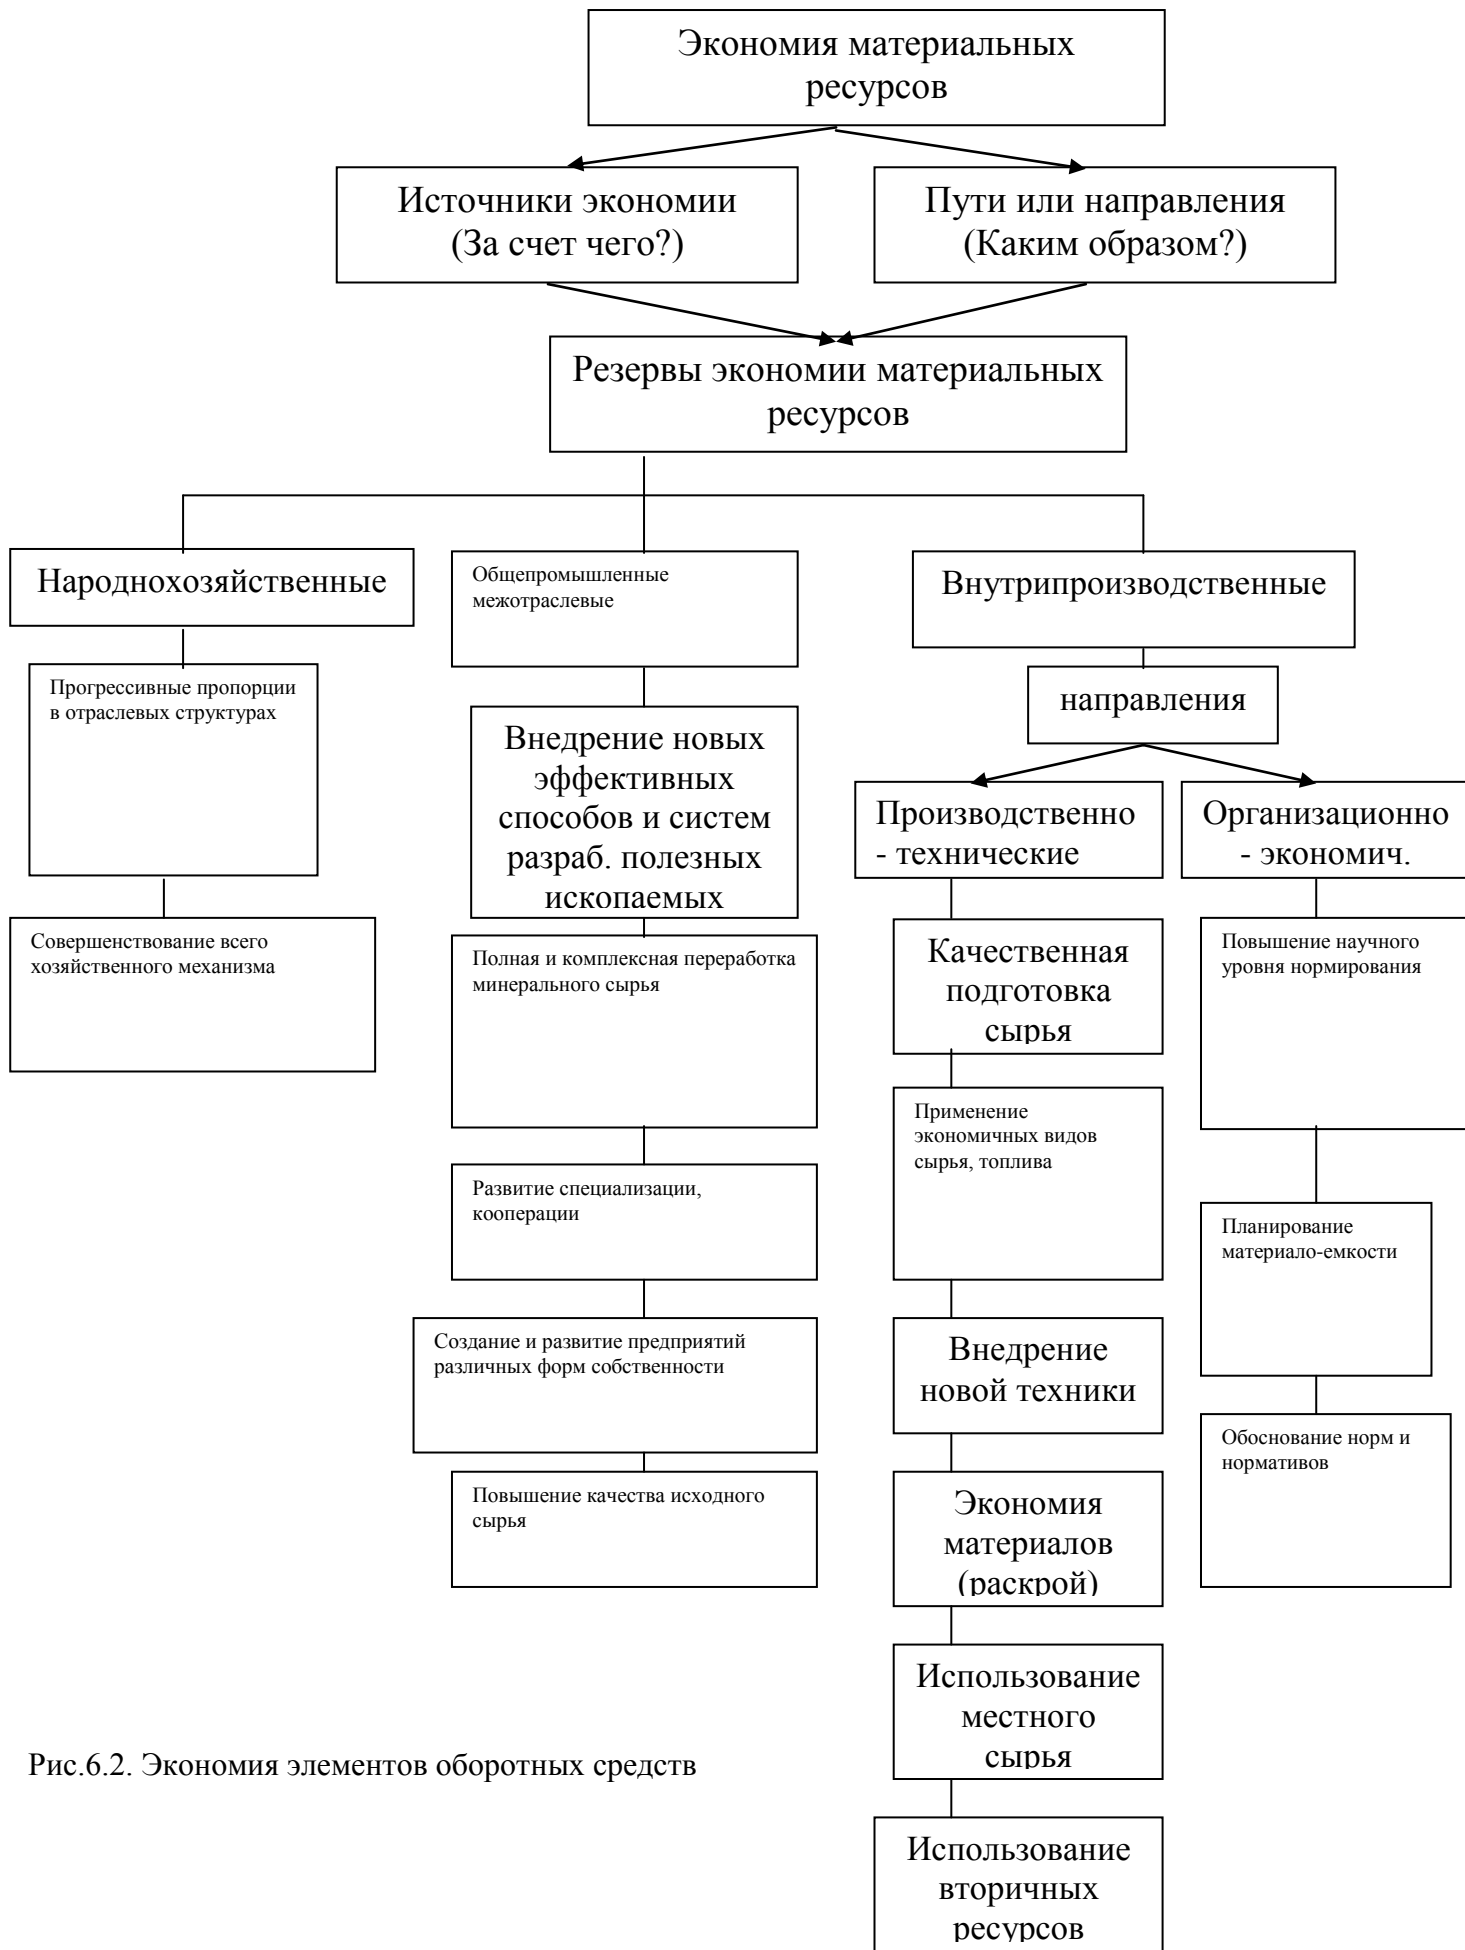 Экономия материальных
ресурсов
Источники экономии
(За счет чего?)
Пути или направления
(Каким образом?)
Резервы экономии материальных
ресурсов
Народнохозяйственные
Общепромышленные
межотраслевые
Внутрипроизводственные
Прогрессивные пропорции
в отраслевых структурах
направления
Внедрение новых
эффективных
способов и систем
разраб. полезных
ископаемых
Производственно
- технические
Организационно
- экономич.
Совершенствование всего
хозяйственного механизма
Полная и комплексная переработка
минерального сырья
Качественная
подготовка
сырья
Повышение научного
уровня нормирования
Применение
экономичных видов
сырья, топлива
Развитие специализации,
кооперации
Планирование
материало-емкости
Создание и развитие предприятий
различных форм собственности
Внедрение
новой техники
Обоснование норм и
нормативов
Повышение качества исходного
сырья
Экономия
материалов
(раскрой)
Использование
местного
сырья
Рис.6.2. Экономия элементов оборотных средств
Использование
вторичных
ресурсов